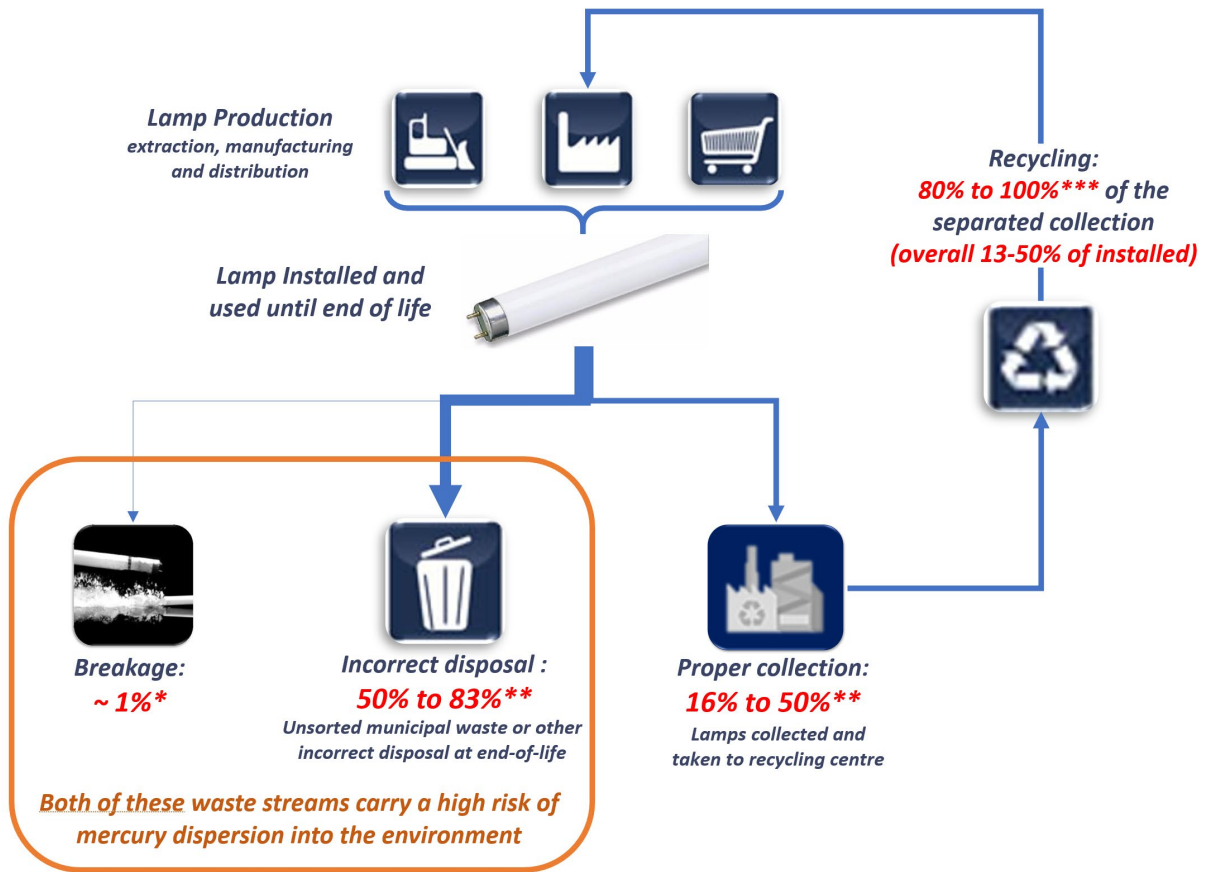 Lamp Production
extraction, manufacturing
and distribution
Recycling:
80% to 100%*** of the
separated collection
(overall 13-50% of installed)
Lamp Installed and
used until end of life
Breakage:
~ 1%*
Incorrect disposal :
50% to 83%**
Unsorted municipal waste or other
incorrect disposal at end-of-life
Proper collection:
16% to 50%**
Lamps collected and
taken to recycling centre
Both of these waste streams carry a high risk of
mercury dispersion into the environment